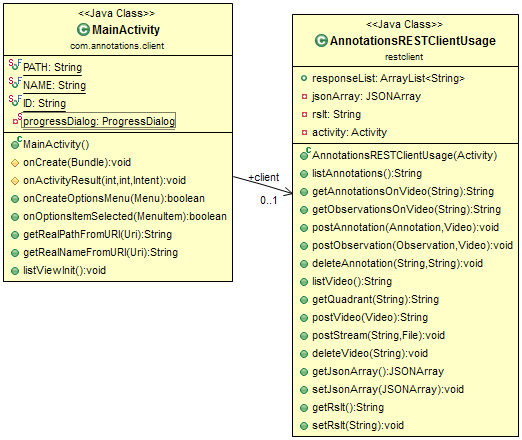 <<Java Class>>
MainActivity
com.annotations.client
PATH: String
NAME: String
ID: String
progressDialog: ProgressDialog
MainActivity()
onCreate(Bundle):void
onActivityResult(int,int,Intent):void
onCreateOptionsMenu(Menu):boolean
onOptionsItemSelected(MenuItem):boolean
getRealPathFromURI(Uri):String
getRealNameFromURI(Uri):String
listViewInit():void
+client
0..1
<<Java Class>>
AnnotationsRESTClientUsage
restclient
responseList: ArrayList<String>
jsonArray: JSONArray
rslt: String
activity: Activity
AnnotationsRESTClientUsage(Activity)
listAnnotations():String
getAnnotationsOnVideo(String):String
getObservationsOnVideo(String):String
postAnnotation(Annotation,Video):void
postObservation(Observation,Video):void
deleteAnnotation(String,String):void
listVideo():String
getQuadrant(String):String
postVideo(Video):String
postStream(String,File):void
deleteVideo(String):void
getJsonArray():JSONArray
setJsonArray(JSONArray):void
getRslt():String
setRslt(String):void